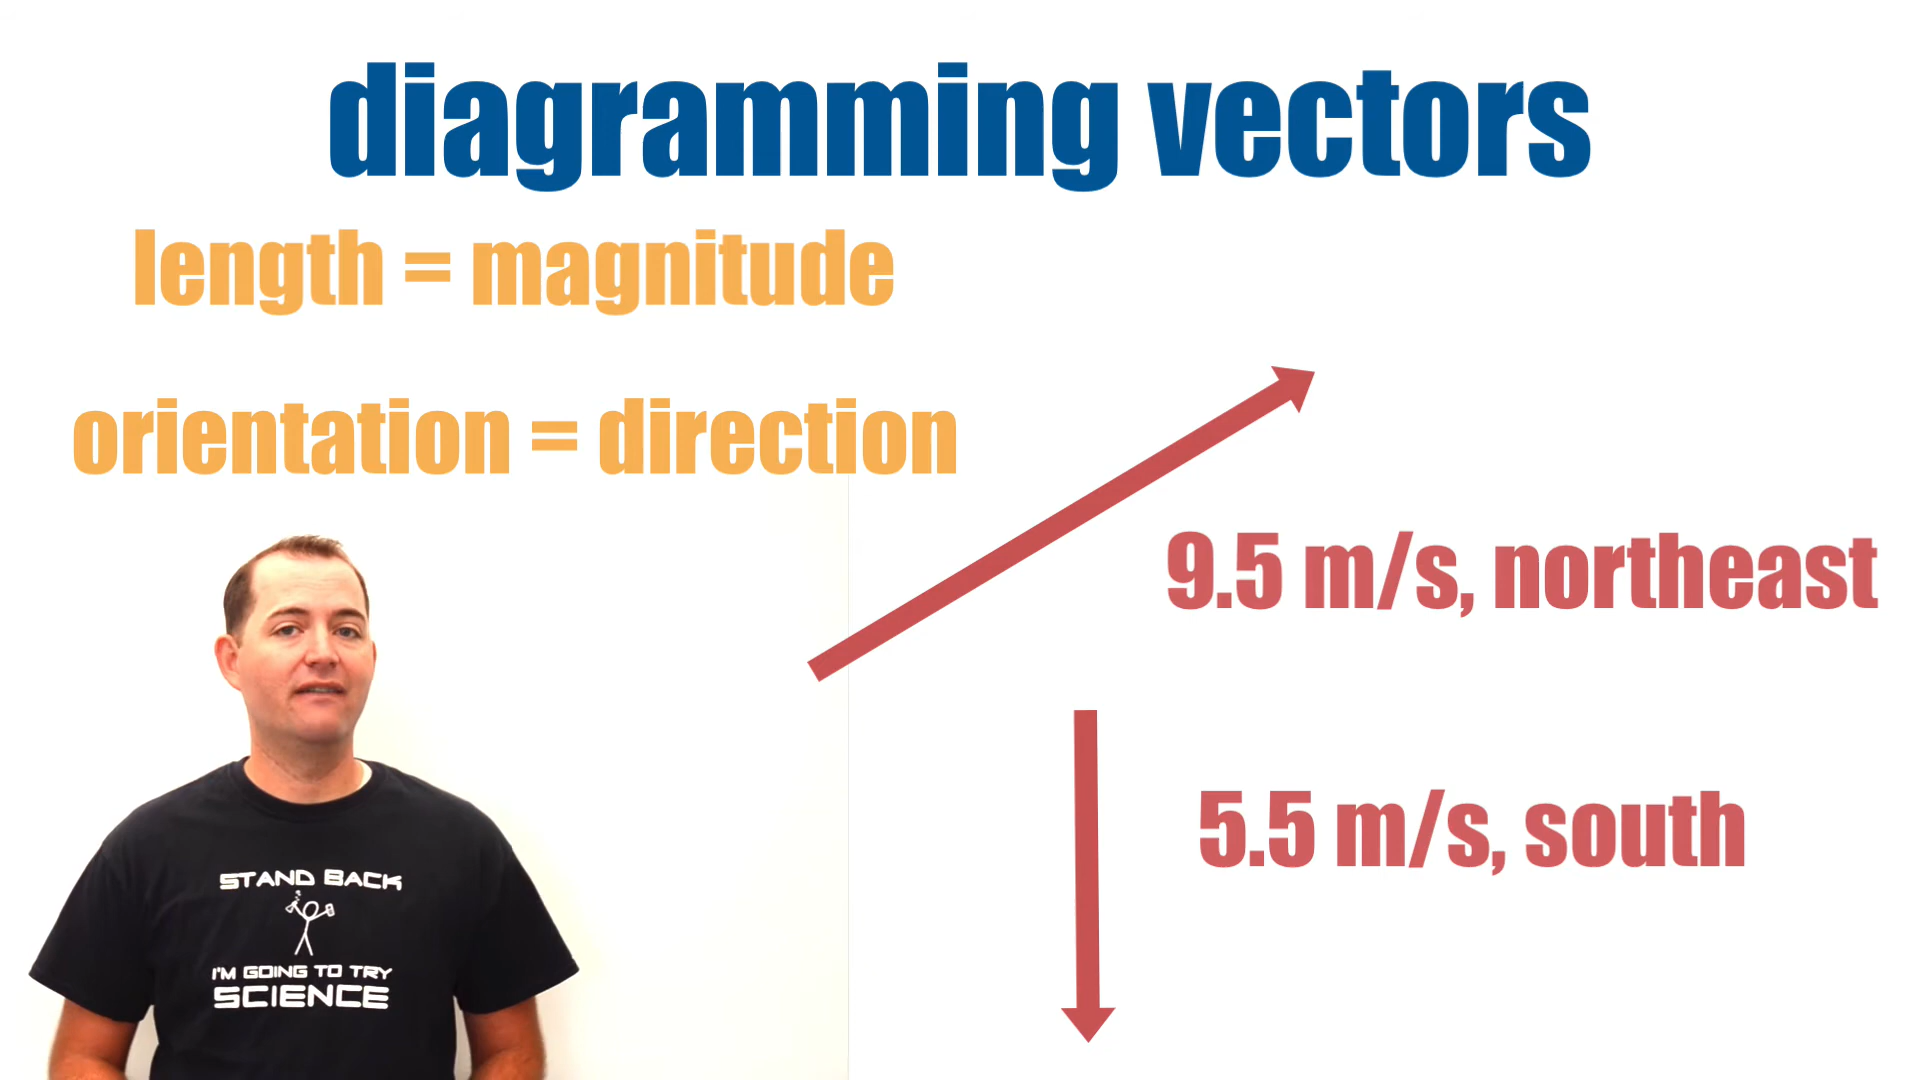 diagramming vectors
length = magnitude
orientation = direction
9.5 m/s, northeast
5.5 m/s, south
STAND BACK
I'M GOING TO TRY
SCIENCE